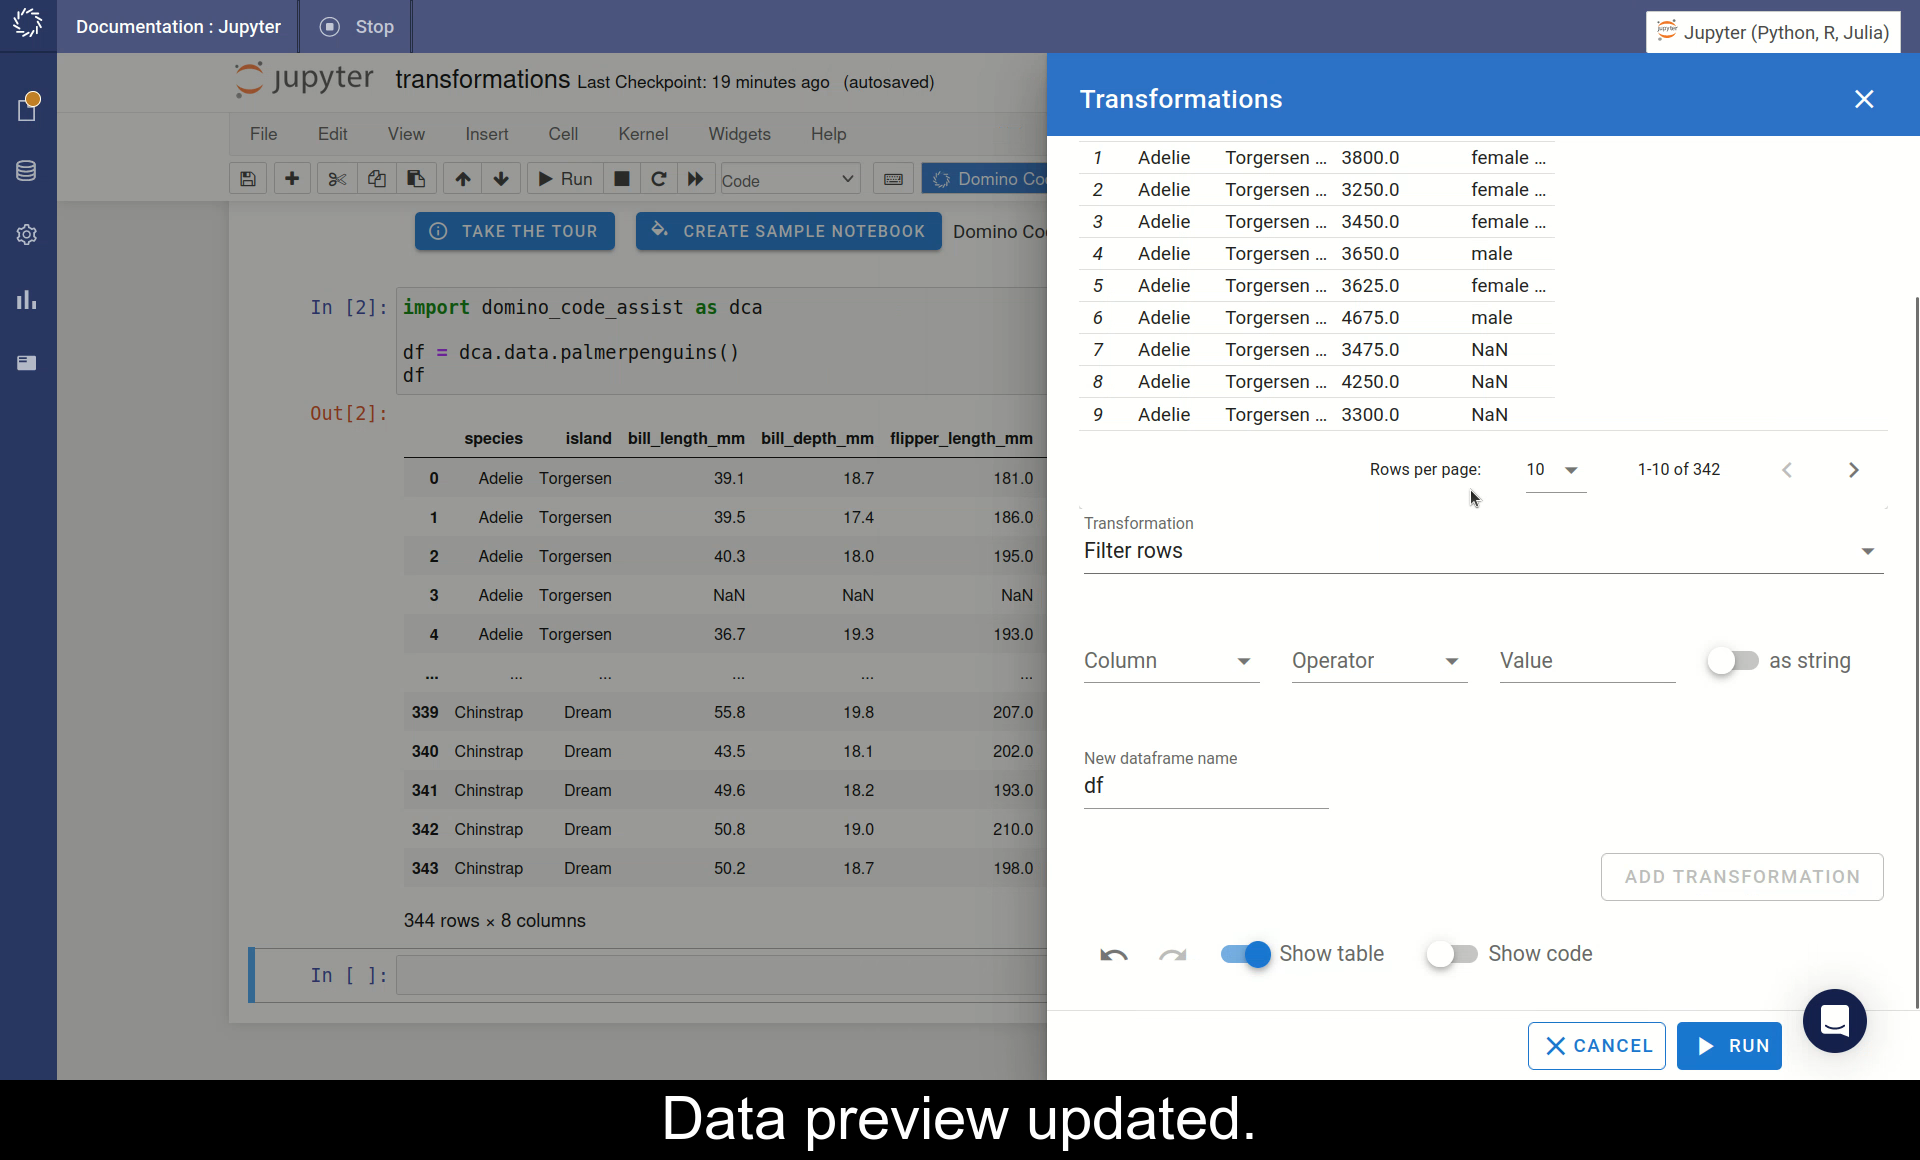 Documentation : Jupyter
Stop
Jupyter (Python, R, Julia)
jupyter transformations Last Checkpoint: 19 minutes ago (autosaved)
File Edit View Insert Cell Kernel Widgets Help
Run Code Domino Co
TAKE THE TOUR CREATE SAMPLE NOTEBOOK Domino Co
In [2]: import domino_code_assist as dca
df = dca.data.palmerpenguins()
df
Out[2]:
species island bill_length_mm bill_depth_mm flipper_length_mm
0 Adelie Torgersen 39.1 18.7 181.0
1 Adelie Torgersen 39.5 17.4 186.0
2 Adelie Torgersen 40.3 18.0 195.0
3 Adelie Torgersen NaN NaN NaN
4 Adelie Torgersen 36.7 19.3 193.0
... ... ... ... ... ...
339 Chinstrap Dream 55.8 19.8 207.0
340 Chinstrap Dream 43.5 18.1 202.0
341 Chinstrap Dream 49.6 18.2 193.0
342 Chinstrap Dream 50.8 19.0 210.0
343 Chinstrap Dream 50.2 18.7 198.0
344 rows × 8 columns
In [ ]:
Transformations
1 Adelie Torgersen ... 3800.0 female ...
2 Adelie Torgersen ... 3250.0 female ...
3 Adelie Torgersen ... 3450.0 female ...
4 Adelie Torgersen ... 3650.0 male
5 Adelie Torgersen ... 3625.0 female ...
6 Adelie Torgersen ... 4675.0 male
7 Adelie Torgersen ... 3475.0 NaN
8 Adelie Torgersen ... 4250.0 NaN
9 Adelie Torgersen ... 3300.0 NaN
Rows per page: 10 1-10 of 342
Transformation
Filter rows
Column Operator Value as string
New dataframe name
df
ADD TRANSFORMATION
Show table Show code
CANCEL RUN
Data preview updated.